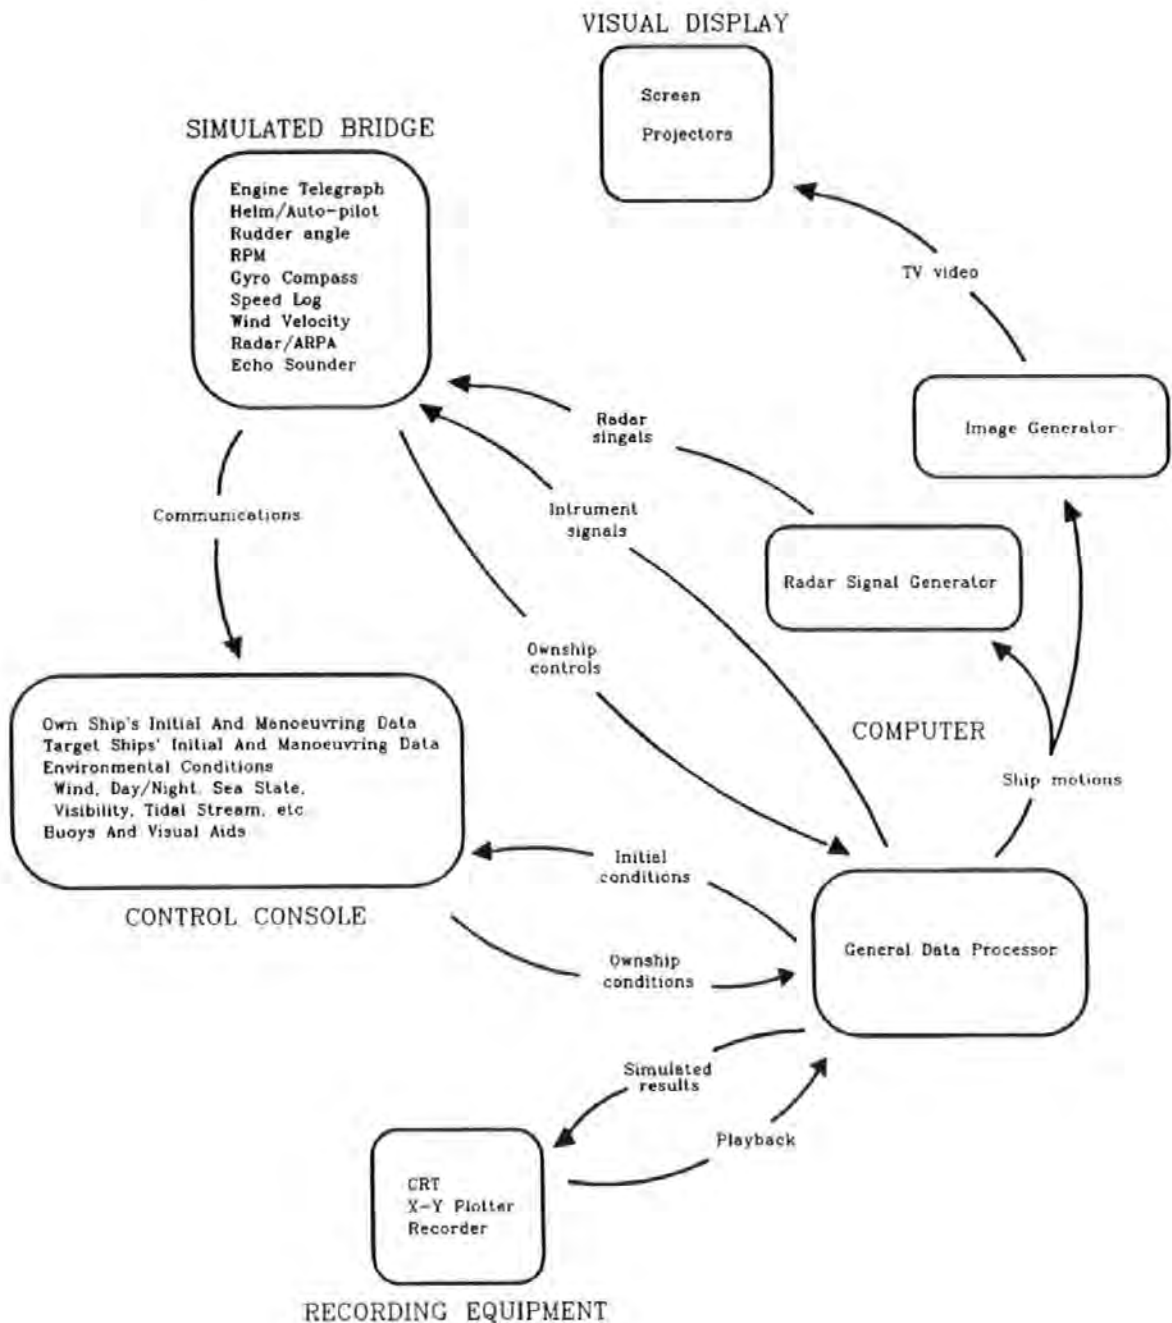 VISUAL DISPLAY
Screen
Projectors
SIMULATED BRIDGE
Engine Telegraph
Helm/Auto-pilot
Rudder angle
RPM
Gyro Compass
Speed Log
Wind Velocity
Radar/ARPA
Echo Sounder
TV video
Image Generator
Radar
singals
Communications
Intrument
signals
Radar Signal Generator
Ownship
controls
COMPUTER
Ship motions
Own Ship's Initial And Manoeuvring Data
Target Ships' Initial And Manoeuvring Data
Environmental Conditions
Wind, Day/Night, Sea State,
Visibility, Tidal Stream, etc
Buoys And Visual Aids
CONTROL CONSOLE
Initial
conditions
Ownship
conditions
General Data Processor
Simulated
results
Playback
CRT
X-Y Plotter
Recorder
RECORDING EQUIPMENT